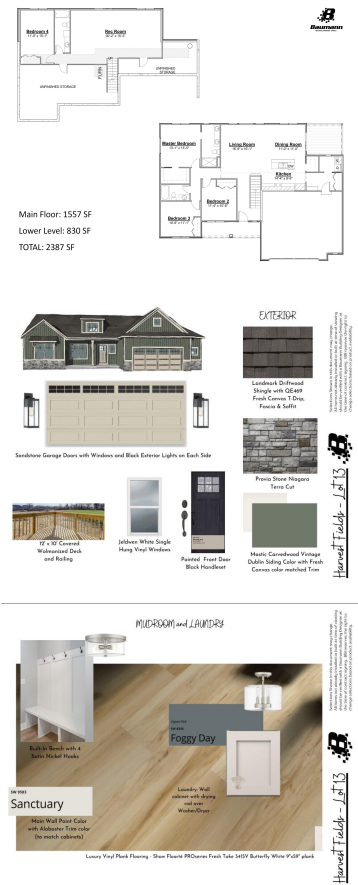 Baumann
Bedroom 4
Rec Room
FURN
UNFINISHED STORAGE
UNFINISHED
STORAGE
Master Bedroom
Living Room
Dining Room
Kitchen
Bedroom 2
Bedroom 3
Main Floor: 1557 SF
Lower Level: 830 SF
TOTAL: 2387 SF
EXTERIOR
Landmark Driftwood
Shingle with QE469
Fresh Canvas T-Drip,
Fascia & Soffit
Sandstone Garage Doors with Windows and Black Exterior Lights on Each Side
Provia Stone Niagara
Terra Cut
12' x 10' Covered
Wolmanized Deck
and Railing
Jeldwen White Single
Hung Vinyl Windows
Painted Front Door
Black Handleset
Mastic Carvedwood Vintage
Dublin Siding Color with Fresh
Canvas color matched Trim
Harvest Fields - Lot 13
MUDROOM and LAUNDRY
Built-In Bench with 4
Satin Nickel Hooks
Foggy Day
Laundry: Wall
cabinet with drying
rod over
Washer/Dryer
Sanctuary
Main Wall Paint Color
with Alabaster Trim color
(to match cabinets)
Luxury Vinyl Plank Flooring - Shaw Floorté PROseries Fresh Take 3415V Butterfly White 9"x59" plank
Harvest Fields - Lot 13